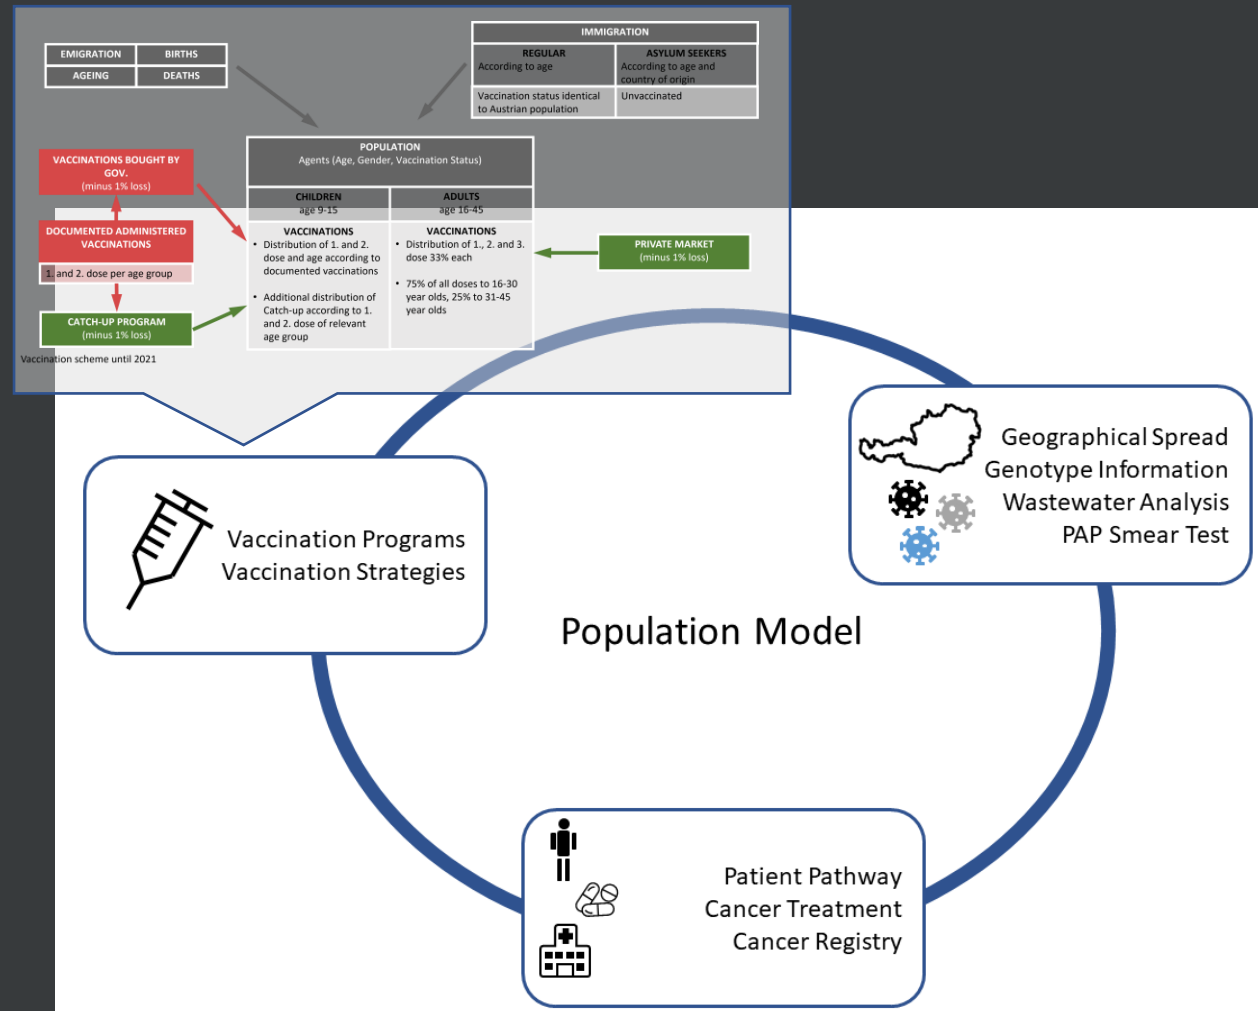 EMIGRATION
BIRTHS
AGEING
DEATHS
IMMIGRATION
REGULAR
According to age
ASYLUM SEEKERS
According to age and
country of origin
Vaccination status identical
to Austrian population
Unvaccinated
POPULATION
Agents (Age, Gender, Vaccination Status)
CHILDREN
age 9-15
ADULTS
age 16-45
VACCINATIONS
• Distribution of 1. and 2.
dose and age according to
documented vaccinations
• Additional distribution of
Catch-up according to 1.
and 2. dose of relevant
age group
VACCINATIONS
• Distribution of 1., 2. and 3.
dose 33% each
• 75% of all doses to 16-30
year olds, 25% to 31-45
year olds
VACCINATIONS BOUGHT BY
GOV.
(minus 1% loss)
DOCUMENTED ADMINISTERED
VACCINATIONS
1. and 2. dose per age group
CATCH-UP PROGRAM
(minus 1% loss)
PRIVATE MARKET
(minus 1% loss)
Vaccination scheme until 2021
Vaccination Programs
Vaccination Strategies
Geographical Spread
Genotype Information
Wastewater Analysis
PAP Smear Test
Population Model
Patient Pathway
Cancer Treatment
Cancer Registry